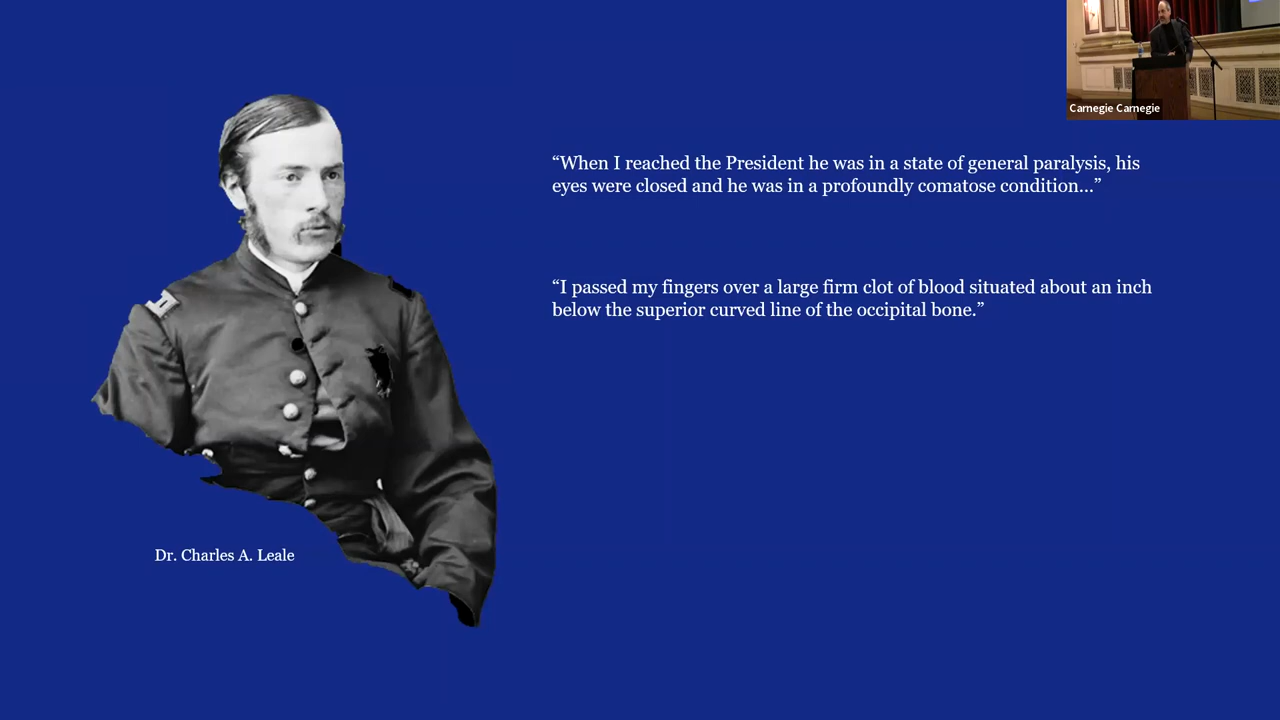 Carnegie Carnegie
“When I reached the President he was in a state of general paralysis, his
eyes were closed and he was in a profoundly comatose condition...”
“I passed my fingers over a large firm clot of blood situated about an inch
below the superior curved line of the occipital bone.”
Dr. Charles A. Leale